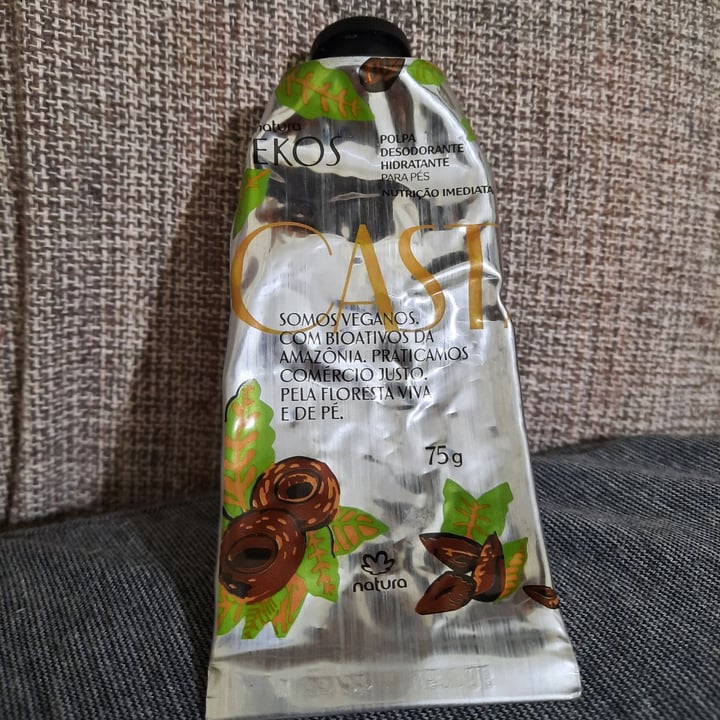 natura
EKOS
POLPA
DESODORANTE
HIDRATANTE
PARA PÉS
NUTRIÇÃO IMEDIATA
CAST
SOMOS VEGANOS.
COM BIOATIVOS DA
AMAZÔNIA. PRATICAMOS
COMÉRCIO JUSTO.
PELA FLORESTA VIVA
E DE PÉ.
75g
natura